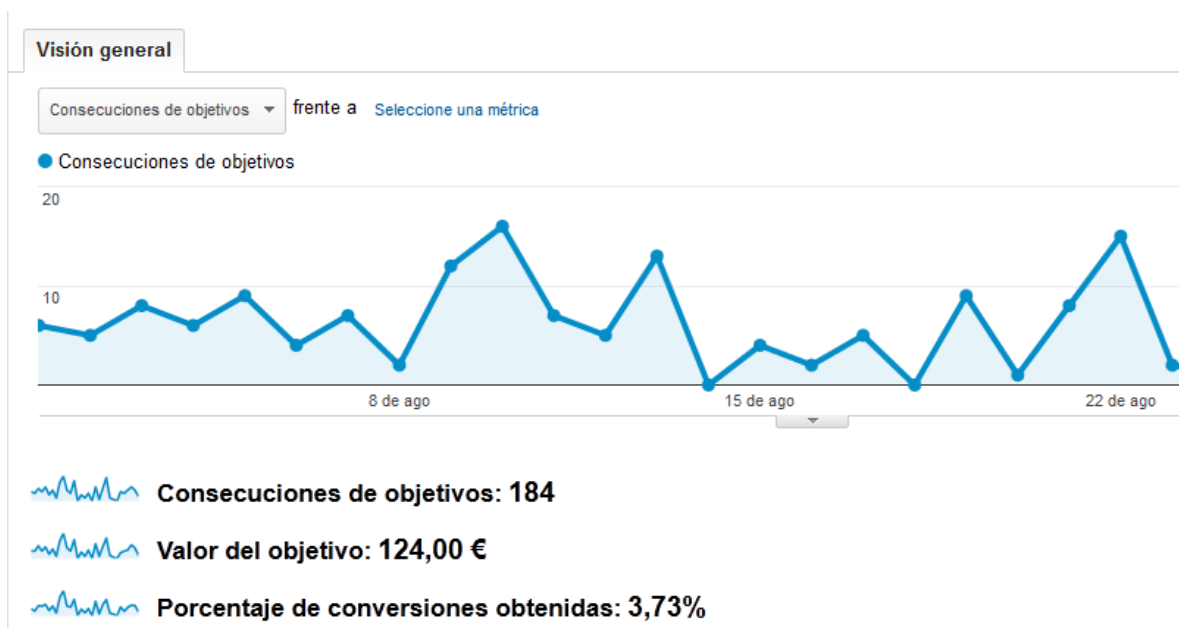 Visión general
Consecuciones de objetivos frente a Seleccione una métrica
Consecuciones de objetivos
20
10
8 de ago 15 de ago 22 de ago
Consecuciones de objetivos: 184
Valor del objetivo: 124,00 €
Porcentaje de conversiones obtenidas: 3,73%